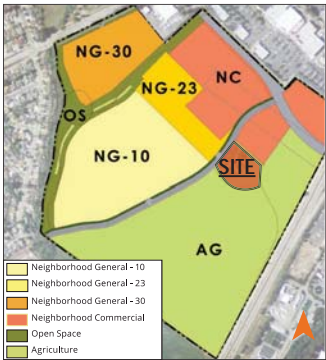 NG-30
NC
NG-23
OS
NG-10
SITE
AG
Neighborhood General - 10
Neighborhood General - 23
Neighborhood General - 30
Neighborhood Commercial
Open Space
Agriculture